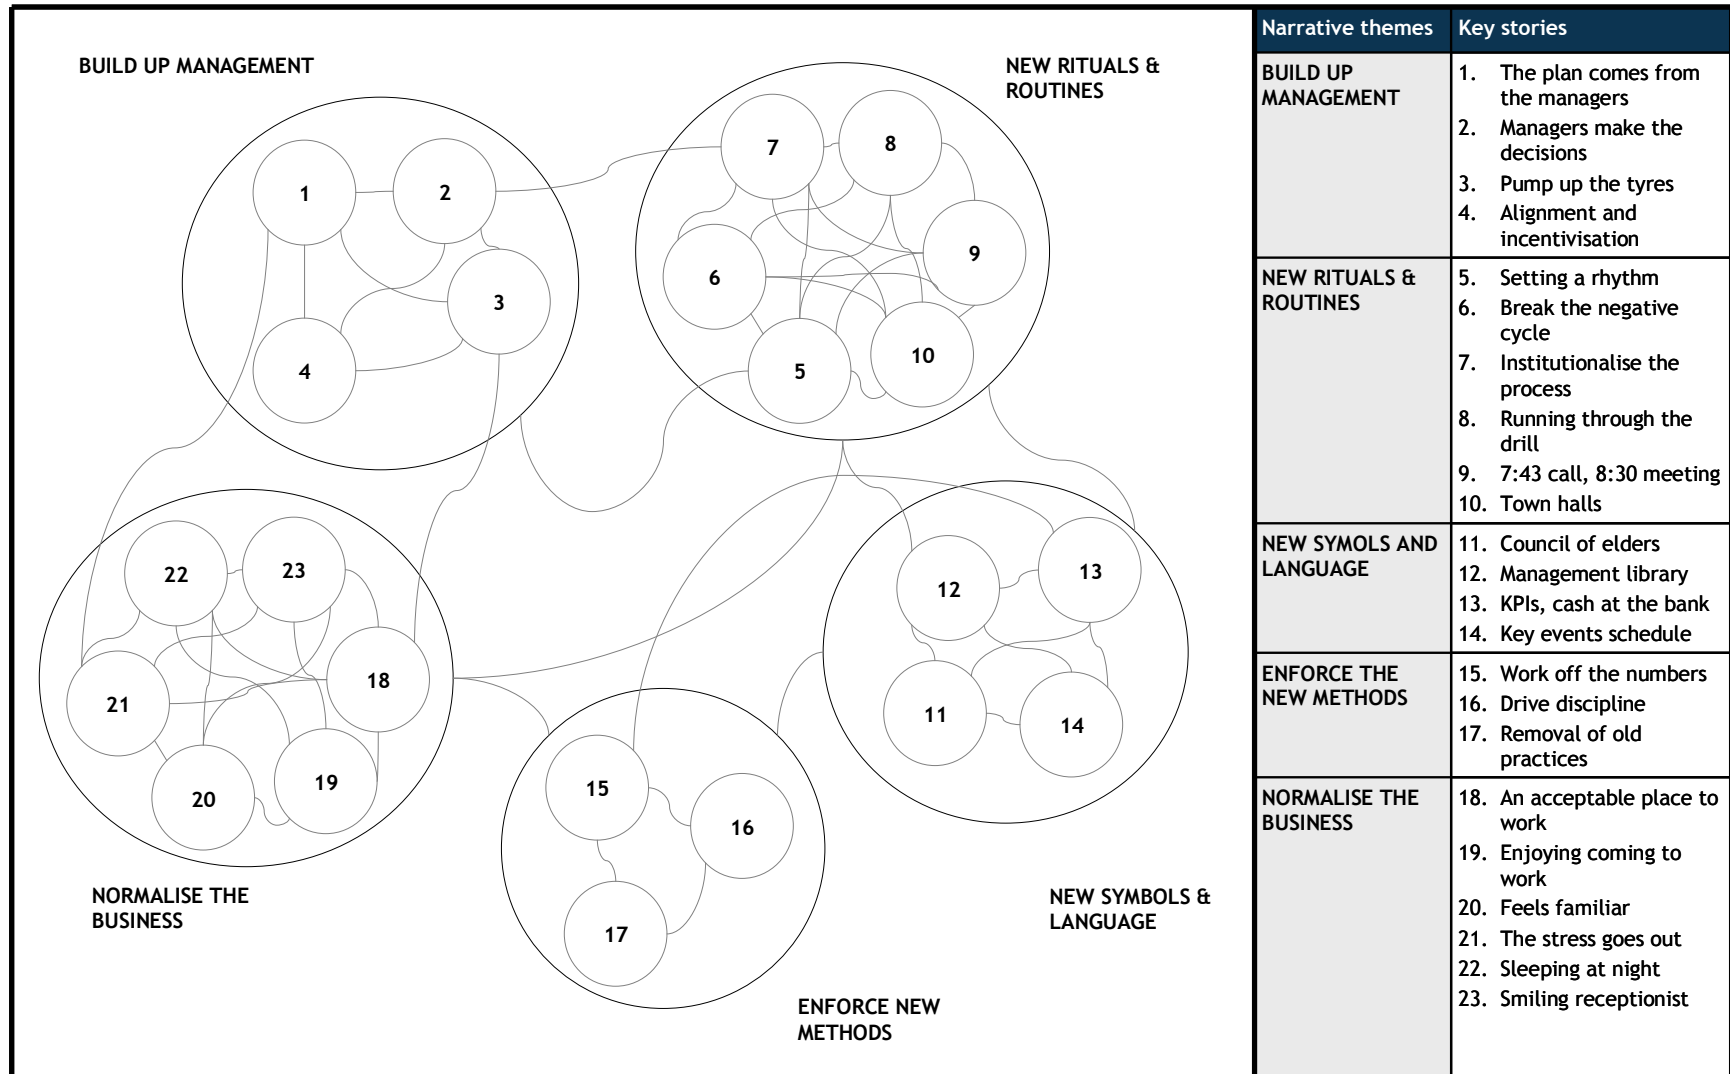 BUILD UP MANAGEMENT
NEW RITUALS &
ROUTINES
1
2
3
4
7
8
6
9
5
10
22
23
21
18
20
19
12
13
11
14
15
16
17
NORMALISE THE
BUSINESS
NEW SYMBOLS &
LANGUAGE
ENFORCE NEW
METHODS
Narrative themes
Key stories
BUILD UP
MANAGEMENT
1. The plan comes from
the managers
2. Managers make the
decisions
3. Pump up the tyres
4. Alignment and
incentivisation
NEW RITUALS &
ROUTINES
5. Setting a rhythm
6. Break the negative
cycle
7. Institutionalise the
process
8. Running through the
drill
9. 7:43 call, 8:30 meeting
10. Town halls
NEW SYMOLS AND
LANGUAGE
11. Council of elders
12. Management library
13. KPIs, cash at the bank
14. Key events schedule
ENFORCE THE
NEW METHODS
15. Work off the numbers
16. Drive discipline
17. Removal of old
practices
NORMALISE THE
BUSINESS
18. An acceptable place to
work
19. Enjoying coming to
work
20. Feels familiar
21. The stress goes out
22. Sleeping at night
23. Smiling receptionist